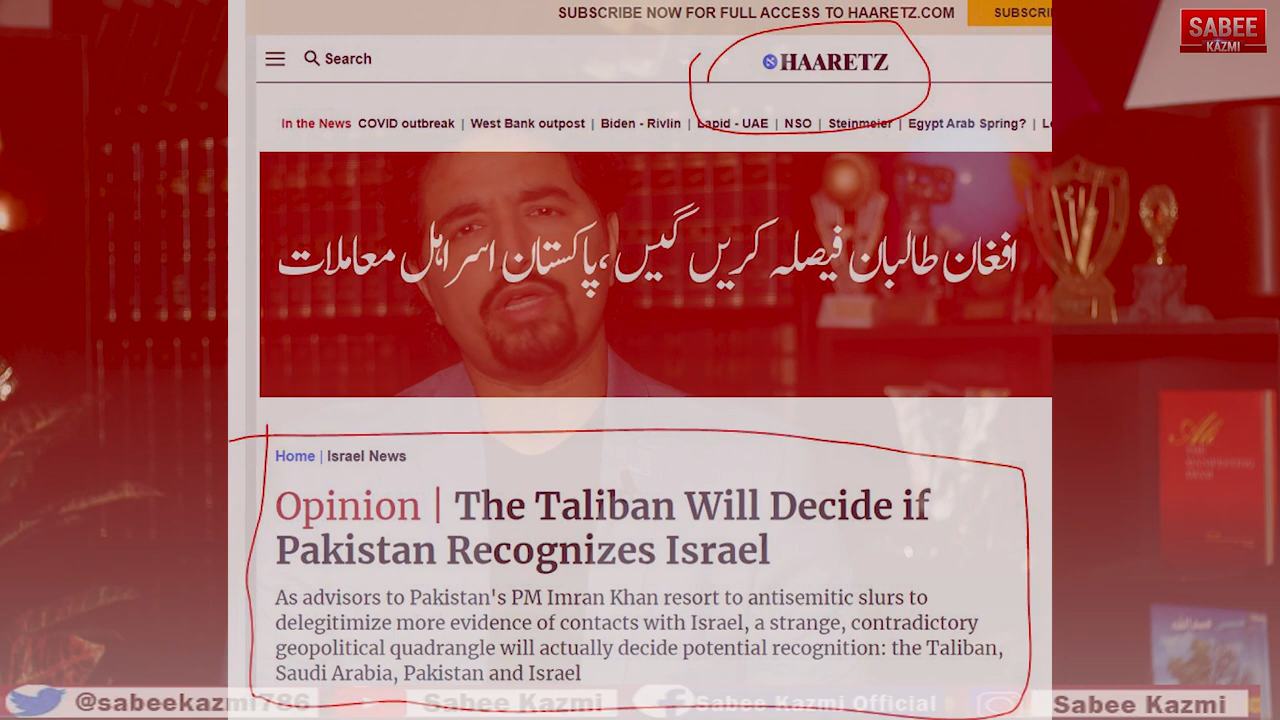 SUBSCRIBE NOW FOR FULL ACCESS TO HAARETZ.COM
SUBSCRI
SABEE
KAZMI
Search
HAARETZ
In the News COVID outbreak | West Bank outpost | Biden - Rivlin | Lapid - UAE | NSO | Steinmeier | Egypt Arab Spring? |
افغان طالبان فیصلہ کریں گیں، پاکستان اسراہل معاملات
Home | Israel News
Opinion | The Taliban Will Decide if
Pakistan Recognizes Israel
As advisors to Pakistan's PM Imran Khan resort to antisemitic slurs to
delegitimize more evidence of contacts with Israel, a strange, contradictory
geopolitical quadrangle will actually decide potential recognition: the Taliban,
Saudi Arabia, Pakistan and Israel
@sabeekazmi786 Sabee Kazmi Sabee Kazmi Official Sabee Kazmi